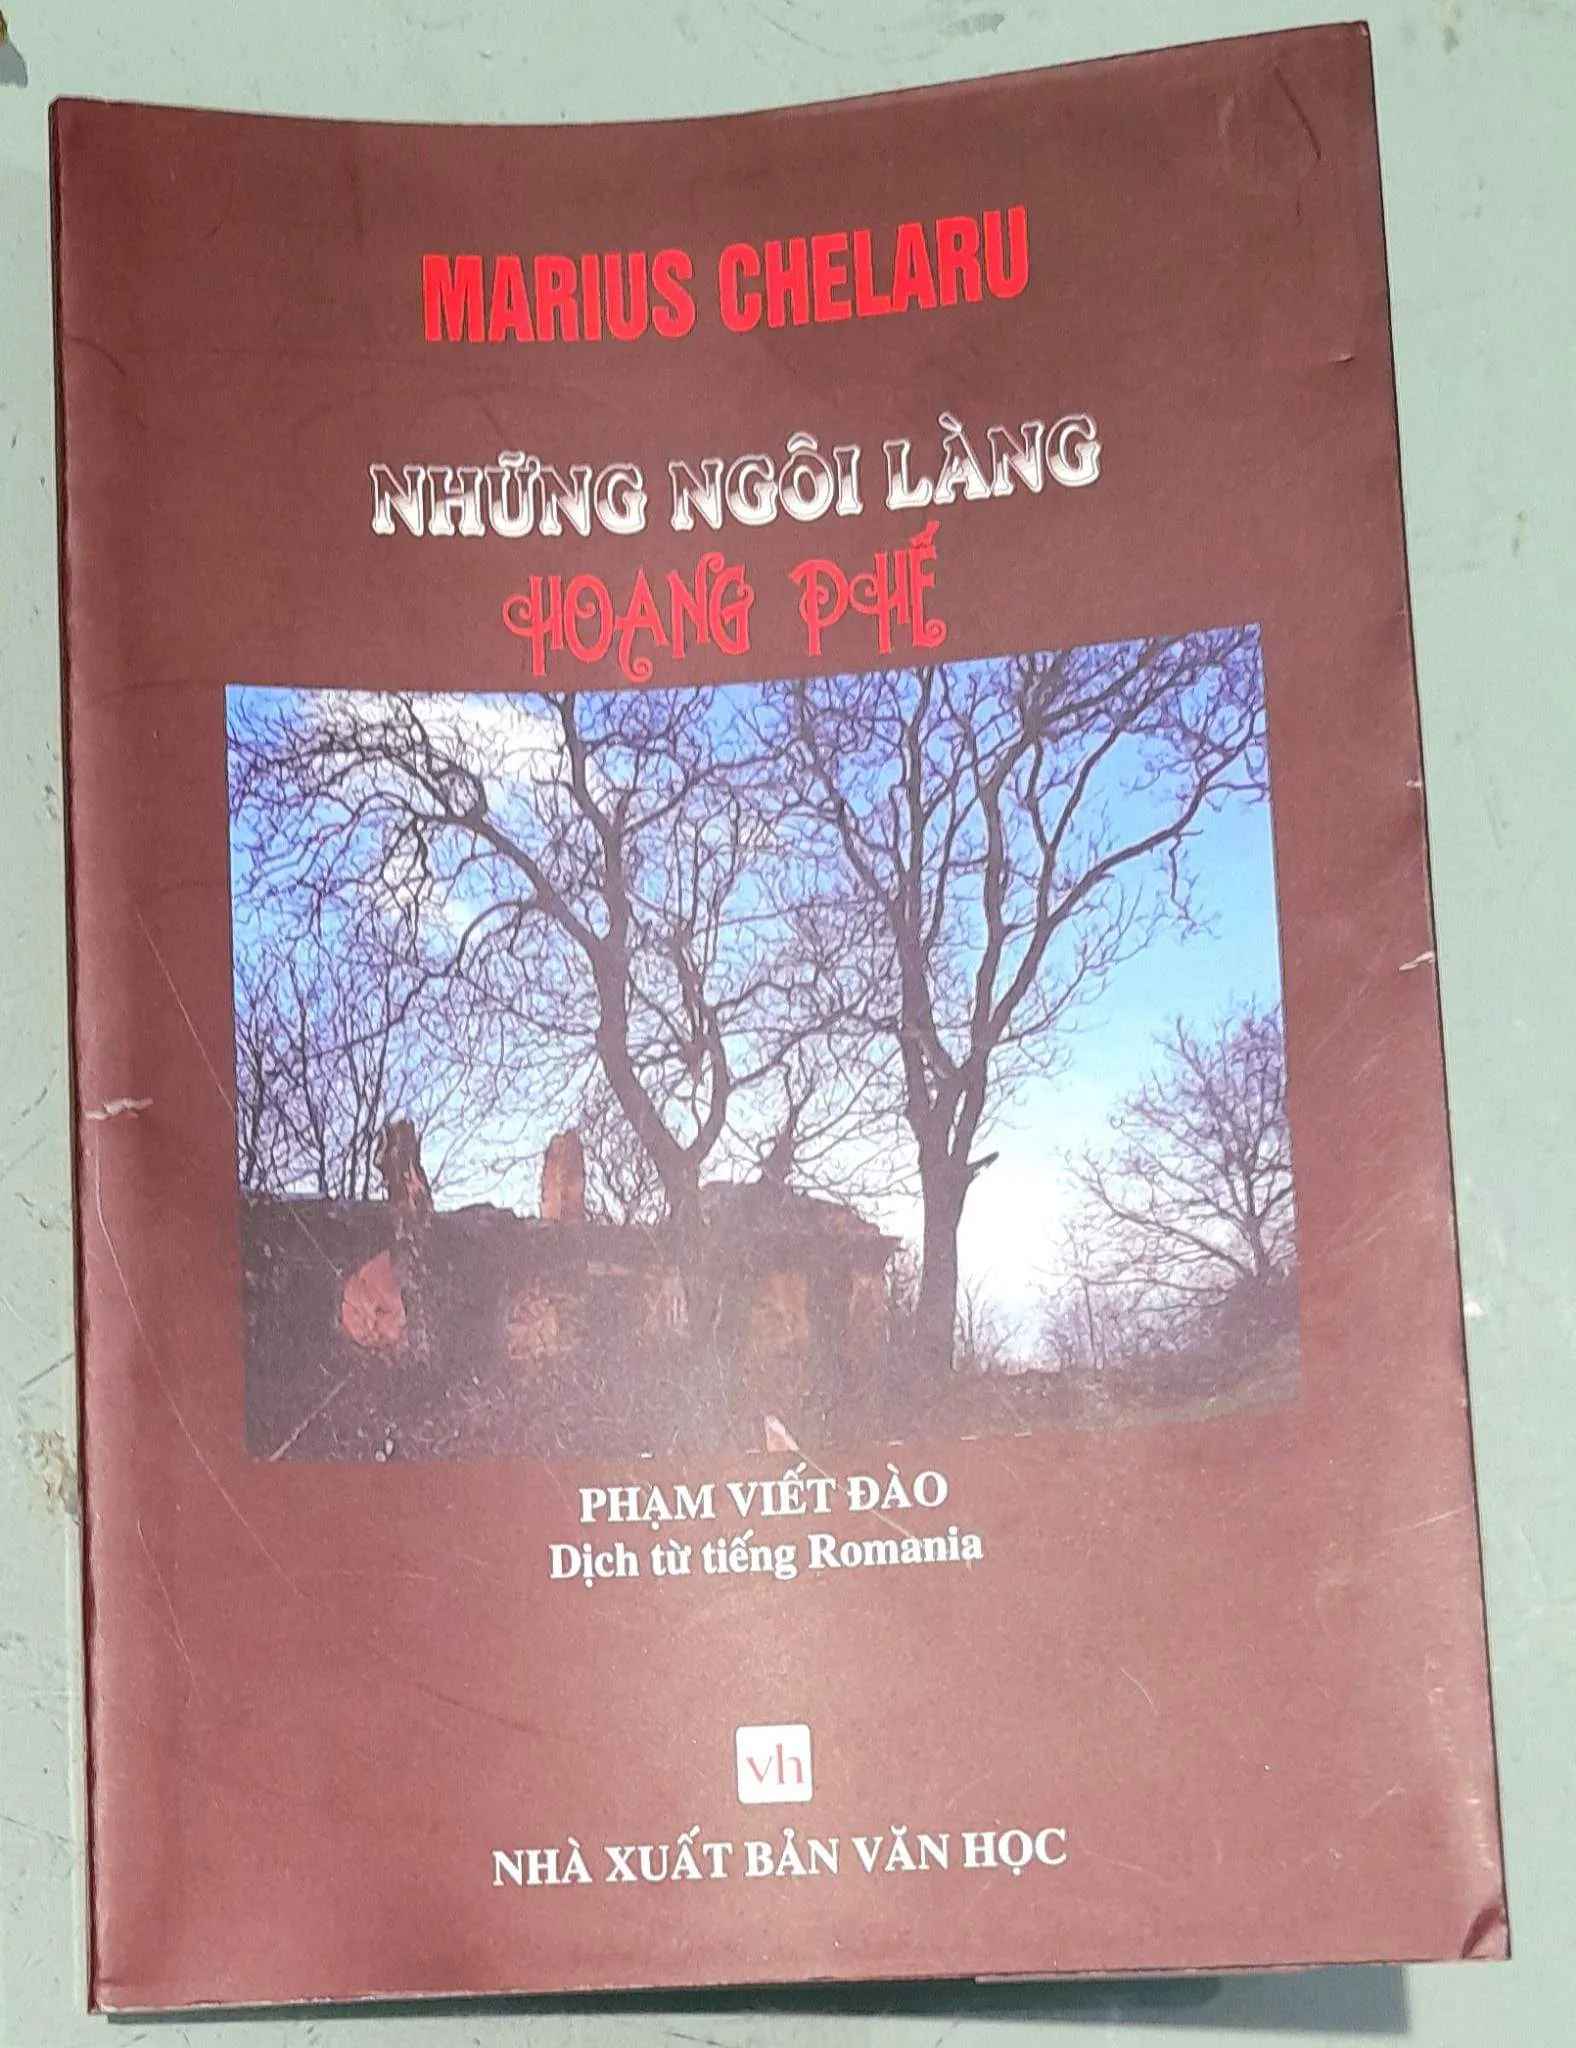 MARIUS CHELARU
NHỮNG NGÔI LÀNG
HOANG PHẾ
PHẠM VIẾT ĐÀO
Dịch từ tiếng Romania
vh
NHÀ XUẤT BẢN VĂN HỌC